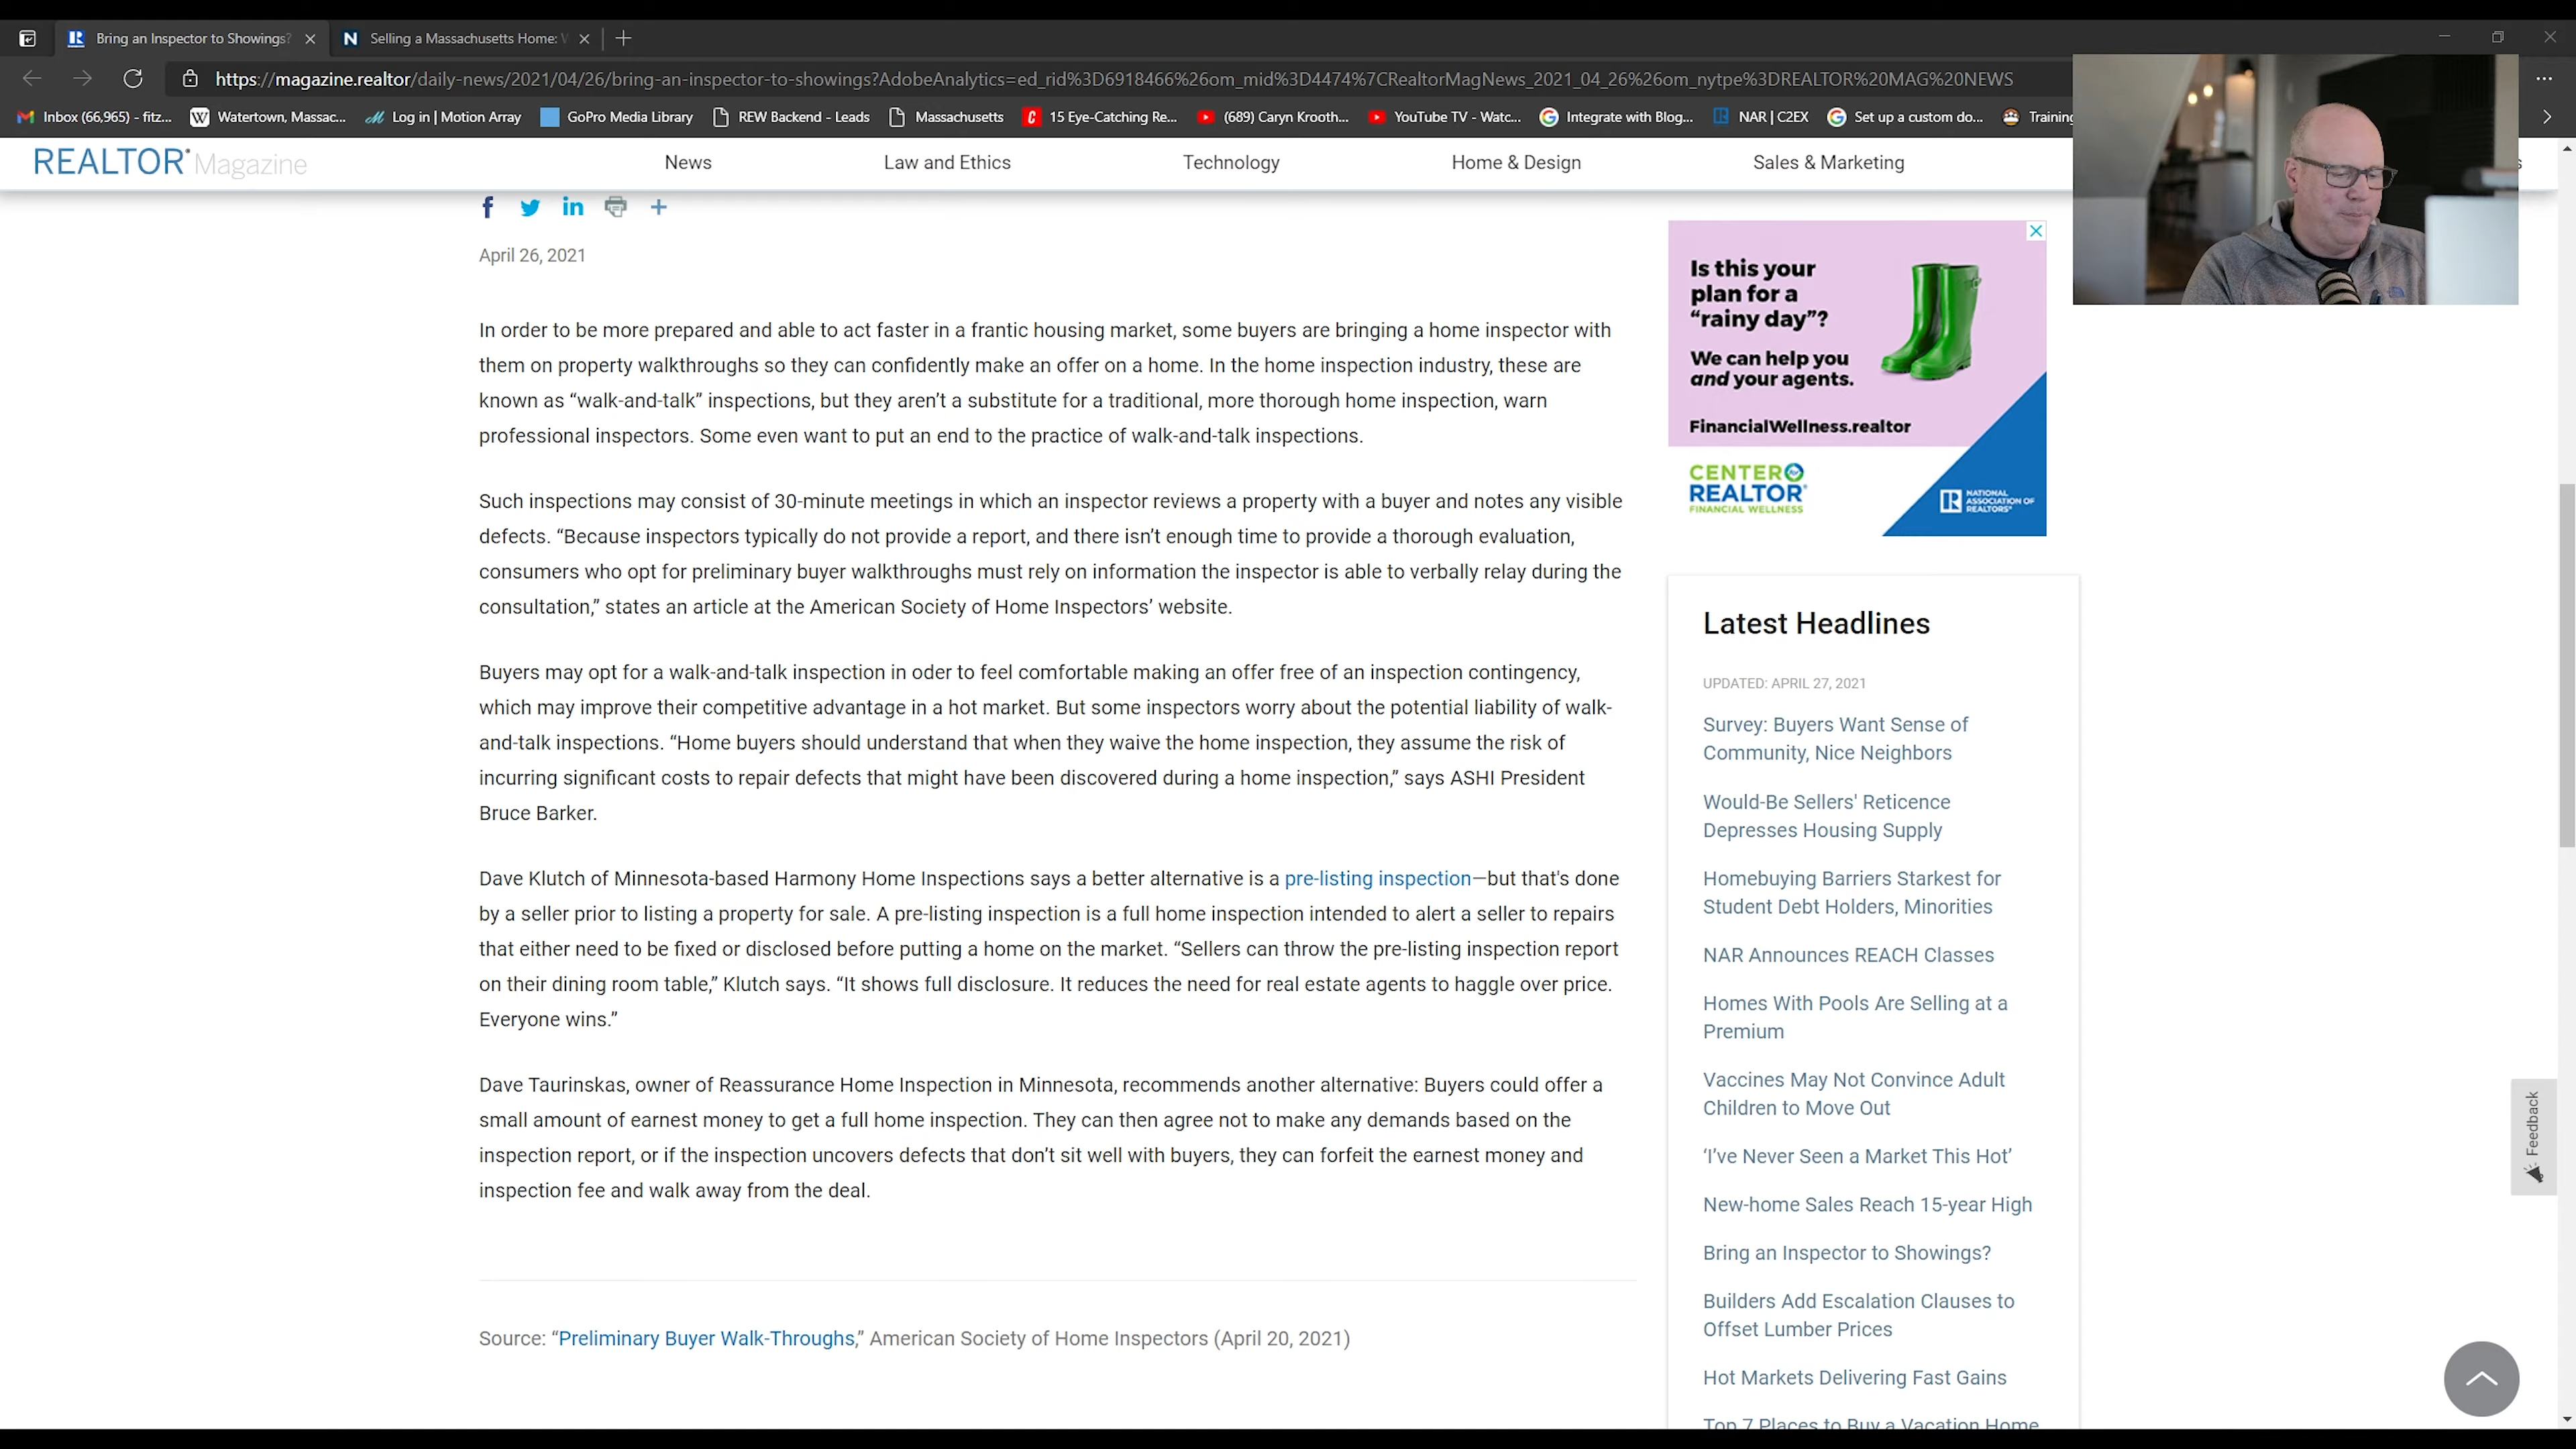 Bring an Inspector to Showings?
Selling a Massachusetts Home: W
https://magazine.realtor/daily-news/2021/04/26/bring-an-inspector-to-showings?AdobeAnalytics=ed_rid%3D6918466%26om_mid%3D4474%7CRealtorMagNews_2021_04_26%26om_nytpe%3DREALTOR%20MAG%20NEWS
Inbox (66,965) - fitz... Watertown, Massac... Log in | Motion Array GoPro Media Library REW Backend - Leads Massachusetts 15 Eye-Catching Re... (689) Caryn Krooth... YouTube TV - Watc... Integrate with Blog... NAR | C2EX Set up a custom do... Training
REALTOR® Magazine News Law and Ethics Technology Home & Design Sales & Marketing
April 26, 2021
In order to be more prepared and able to act faster in a frantic housing market, some buyers are bringing a home inspector with
them on property walkthroughs so they can confidently make an offer on a home. In the home inspection industry, these are
known as “walk-and-talk” inspections, but they aren’t a substitute for a traditional, more thorough home inspection, warn
professional inspectors. Some even want to put an end to the practice of walk-and-talk inspections.
Such inspections may consist of 30-minute meetings in which an inspector reviews a property with a buyer and notes any visible
defects. “Because inspectors typically do not provide a report, and there isn’t enough time to provide a thorough evaluation,
consumers who opt for preliminary buyer walkthroughs must rely on information the inspector is able to verbally relay during the
consultation,” states an article at the American Society of Home Inspectors’ website.
Buyers may opt for a walk-and-talk inspection in oder to feel comfortable making an offer free of an inspection contingency,
which may improve their competitive advantage in a hot market. But some inspectors worry about the potential liability of walk-
and-talk inspections. “Home buyers should understand that when they waive the home inspection, they assume the risk of
incurring significant costs to repair defects that might have been discovered during a home inspection,” says ASHI President
Bruce Barker.
Dave Klutch of Minnesota-based Harmony Home Inspections says a better alternative is a pre-listing inspection—but that's done
by a seller prior to listing a property for sale. A pre-listing inspection is a full home inspection intended to alert a seller to repairs
that either need to be fixed or disclosed before putting a home on the market. “Sellers can throw the pre-listing inspection report
on their dining room table,” Klutch says. “It shows full disclosure. It reduces the need for real estate agents to haggle over price.
Everyone wins.”
Dave Taurinskas, owner of Reassurance Home Inspection in Minnesota, recommends another alternative: Buyers could offer a
small amount of earnest money to get a full home inspection. They can then agree not to make any demands based on the
inspection report, or if the inspection uncovers defects that don’t sit well with buyers, they can forfeit the earnest money and
inspection fee and walk away from the deal.
Source: “Preliminary Buyer Walk-Throughs,” American Society of Home Inspectors (April 20, 2021)
Is this your
plan for a
“rainy day”?
We can help you
and your agents.
FinancialWellness.realtor
CENTER for
REALTOR®
FINANCIAL WELLNESS
NATIONAL
ASSOCIATION OF
REALTORS®
Latest Headlines
UPDATED: APRIL 27, 2021
Survey: Buyers Want Sense of
Community, Nice Neighbors
Would-Be Sellers' Reticence
Depresses Housing Supply
Homebuying Barriers Starkest for
Student Debt Holders, Minorities
NAR Announces REACH Classes
Homes With Pools Are Selling at a
Premium
Vaccines May Not Convince Adult
Children to Move Out
‘I’ve Never Seen a Market This Hot’
New-home Sales Reach 15-year High
Bring an Inspector to Showings?
Builders Add Escalation Clauses to
Offset Lumber Prices
Hot Markets Delivering Fast Gains
Top 7 Places to Buy a Vacation Home
Feedback